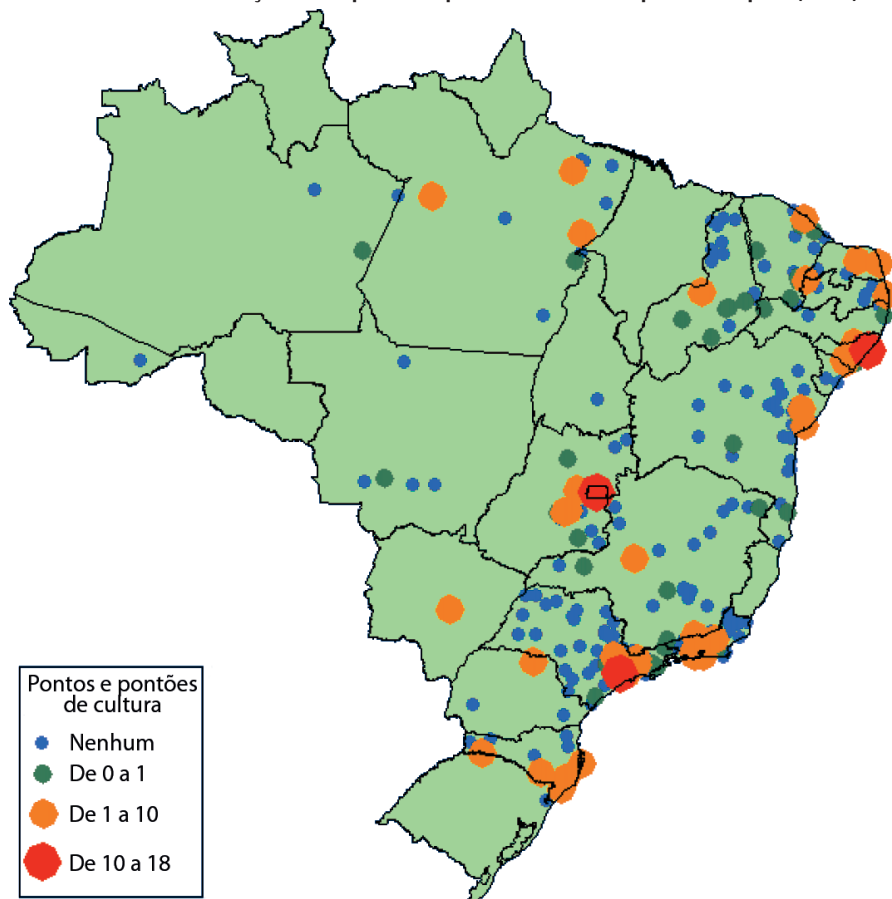 Pontos e pontões
de cultura
Nenhum
De 0 a 1
De 1 a 10
De 10 a 18